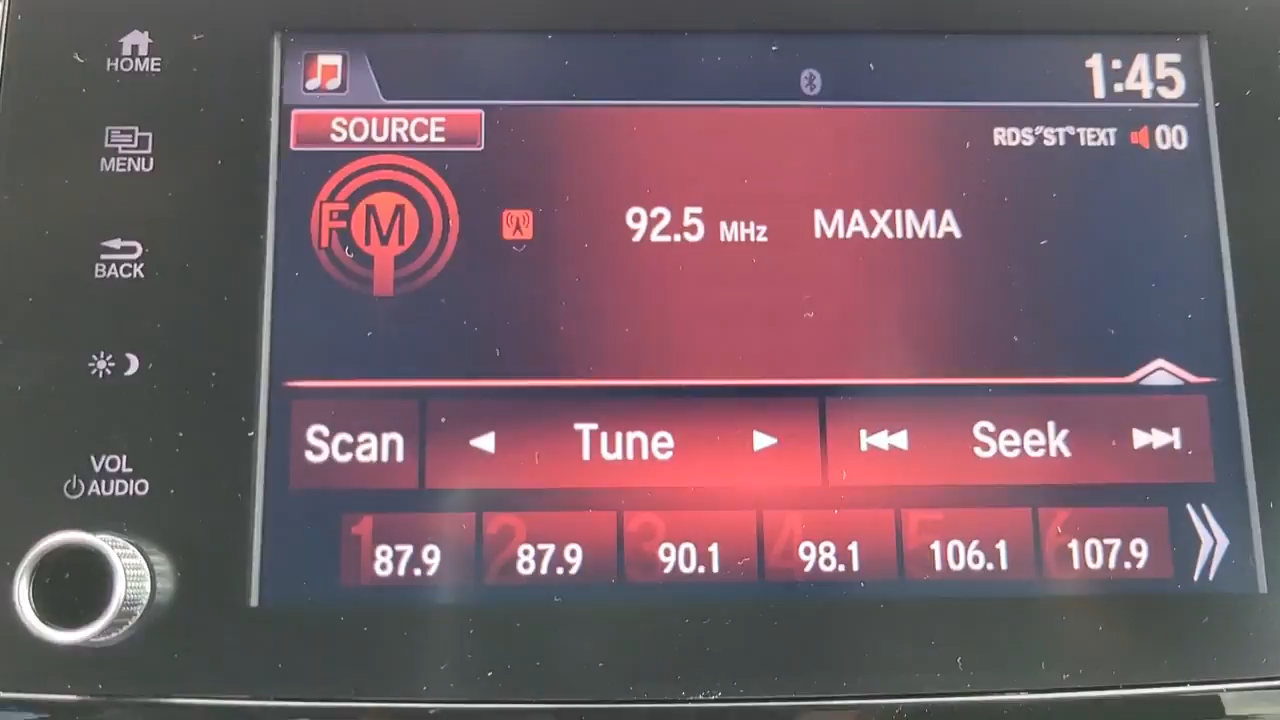 HOME
1:45
SOURCE
RDS ST TEXT 00
MENU
FM
92.5 MHz MAXIMA
BACK
Scan Tune Seek
VOL
AUDIO
1 87.9 2 87.9 3 90.1 4 98.1 5 106.1 6 107.9